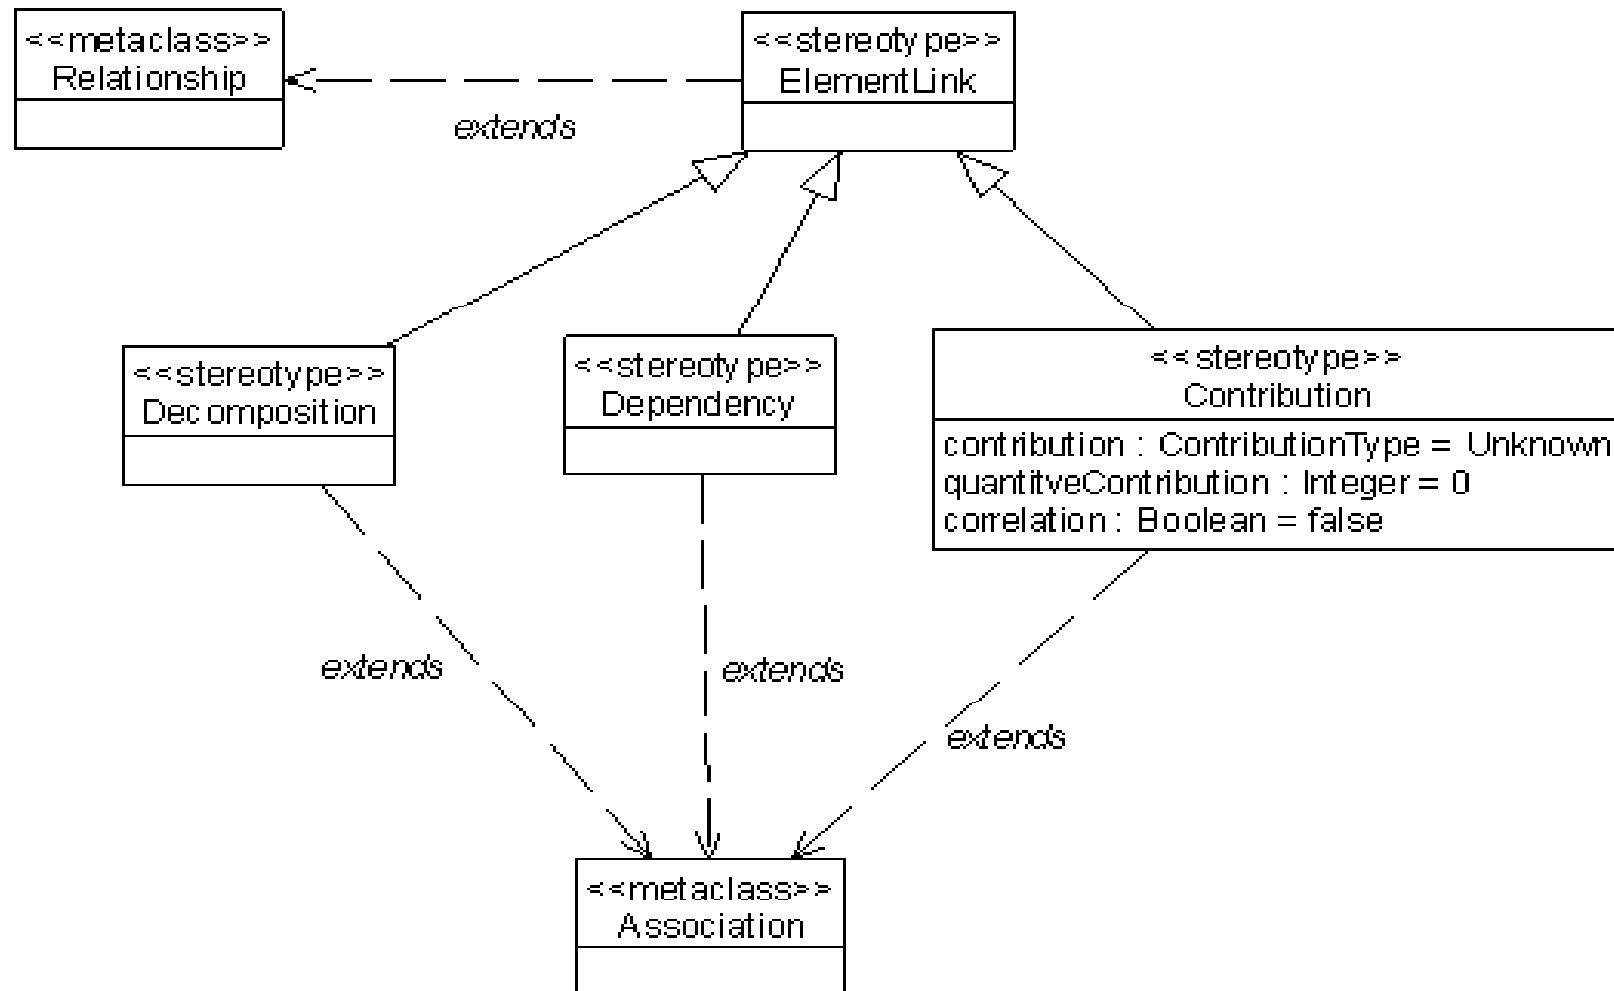 <<metaclass>>
Relationship
<<stereotype>>
ElementLink
extends
<<stereotype>>
Decomposition
<<stereotype>>
Dependency
<<stereotype>>
Contribution
contribution : ContributionType = Unknown
quantitveContribution : Integer = 0
correlation : Boolean = false
extends
extends
extends
<<metaclass>>
Association